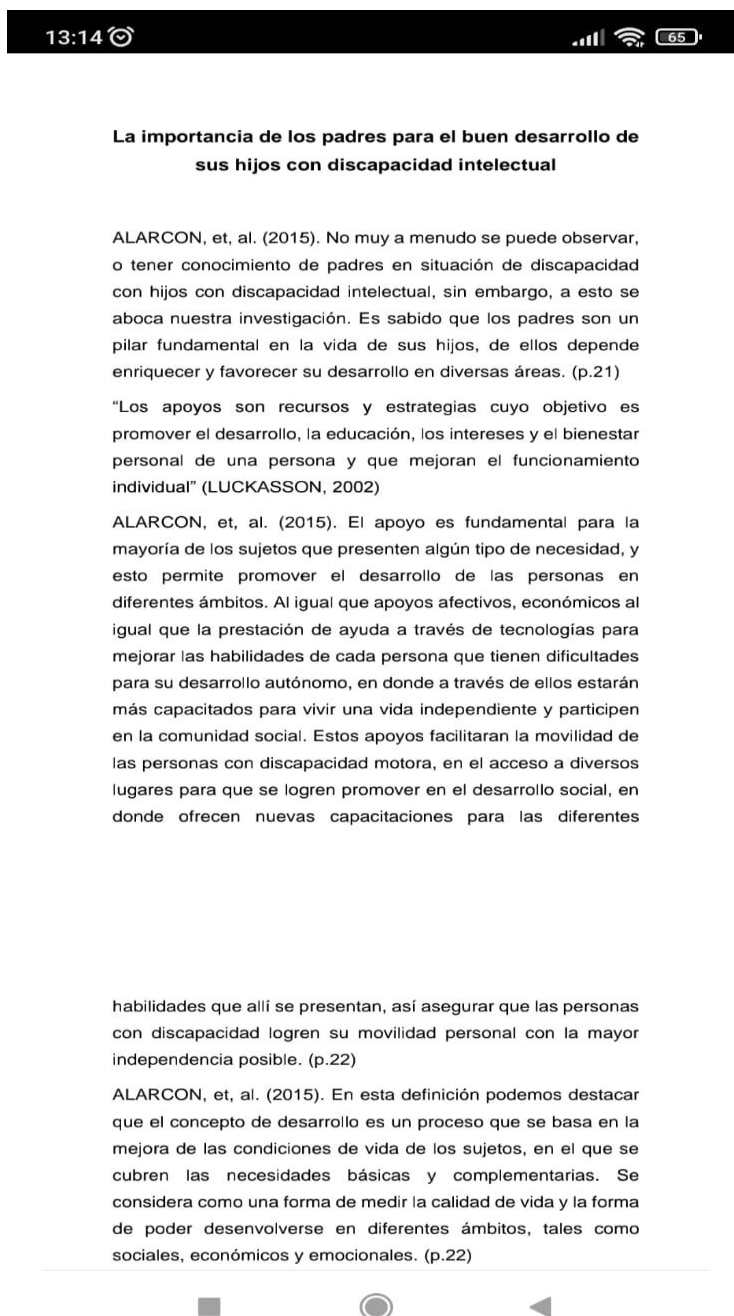 13:14
65
La importancia de los padres para el buen desarrollo de
sus hijos con discapacidad intelectual
ALARCON, et, al. (2015). No muy a menudo se puede observar,
o tener conocimiento de padres en situación de discapacidad
con hijos con discapacidad intelectual, sin embargo, a esto se
aboca nuestra investigación. Es sabido que los padres son un
pilar fundamental en la vida de sus hijos, de ellos depende
enriquecer y favorecer su desarrollo en diversas áreas. (p.21)
“Los apoyos son recursos y estrategias cuyo objetivo es
promover el desarrollo, la educación, los intereses y el bienestar
personal de una persona y que mejoran el funcionamiento
individual” (LUCKASSON, 2002)
ALARCON, et, al. (2015). El apoyo es fundamental para la
mayoría de los sujetos que presenten algún tipo de necesidad, y
esto permite promover el desarrollo de las personas en
diferentes ámbitos. Al igual que apoyos afectivos, económicos al
igual que la prestación de ayuda a través de tecnologías para
mejorar las habilidades de cada persona que tienen dificultades
para su desarrollo autónomo, en donde a través de ellos estarán
más capacitados para vivir una vida independiente y participen
en la comunidad social. Estos apoyos facilitaran la movilidad de
las personas con discapacidad motora, en el acceso a diversos
lugares para que se logren promover en el desarrollo social, en
donde ofrecen nuevas capacitaciones para las diferentes
habilidades que allí se presentan, así asegurar que las personas
con discapacidad logren su movilidad personal con la mayor
independencia posible. (p.22)
ALARCON, et, al. (2015). En esta definición podemos destacar
que el concepto de desarrollo es un proceso que se basa en la
mejora de las condiciones de vida de los sujetos, en el que se
cubren las necesidades básicas y complementarias. Se
considera como una forma de medir la calidad de vida y la forma
de poder desenvolverse en diferentes ámbitos, tales como
sociales, económicos y emocionales. (p.22)